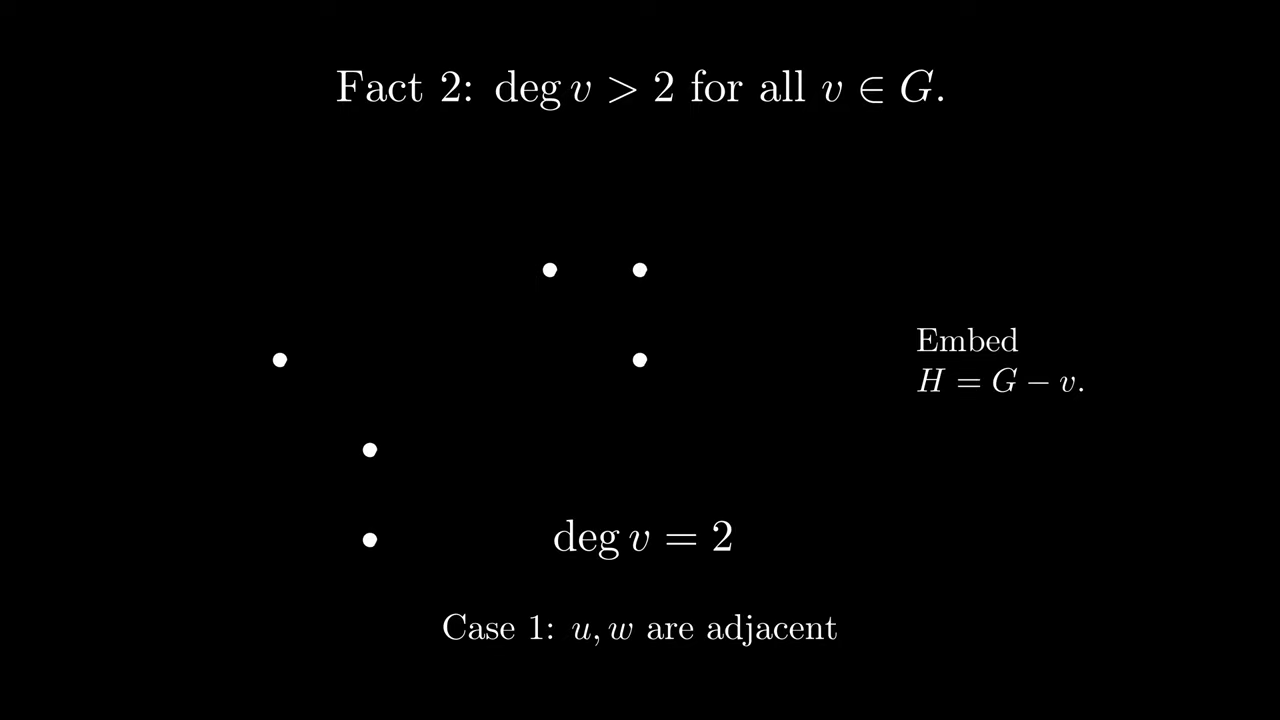 Fact 2: deg v > 2 for all v ∈ G.
Embed
H = G − v.
deg v = 2
Case 1: u, w are adjacent